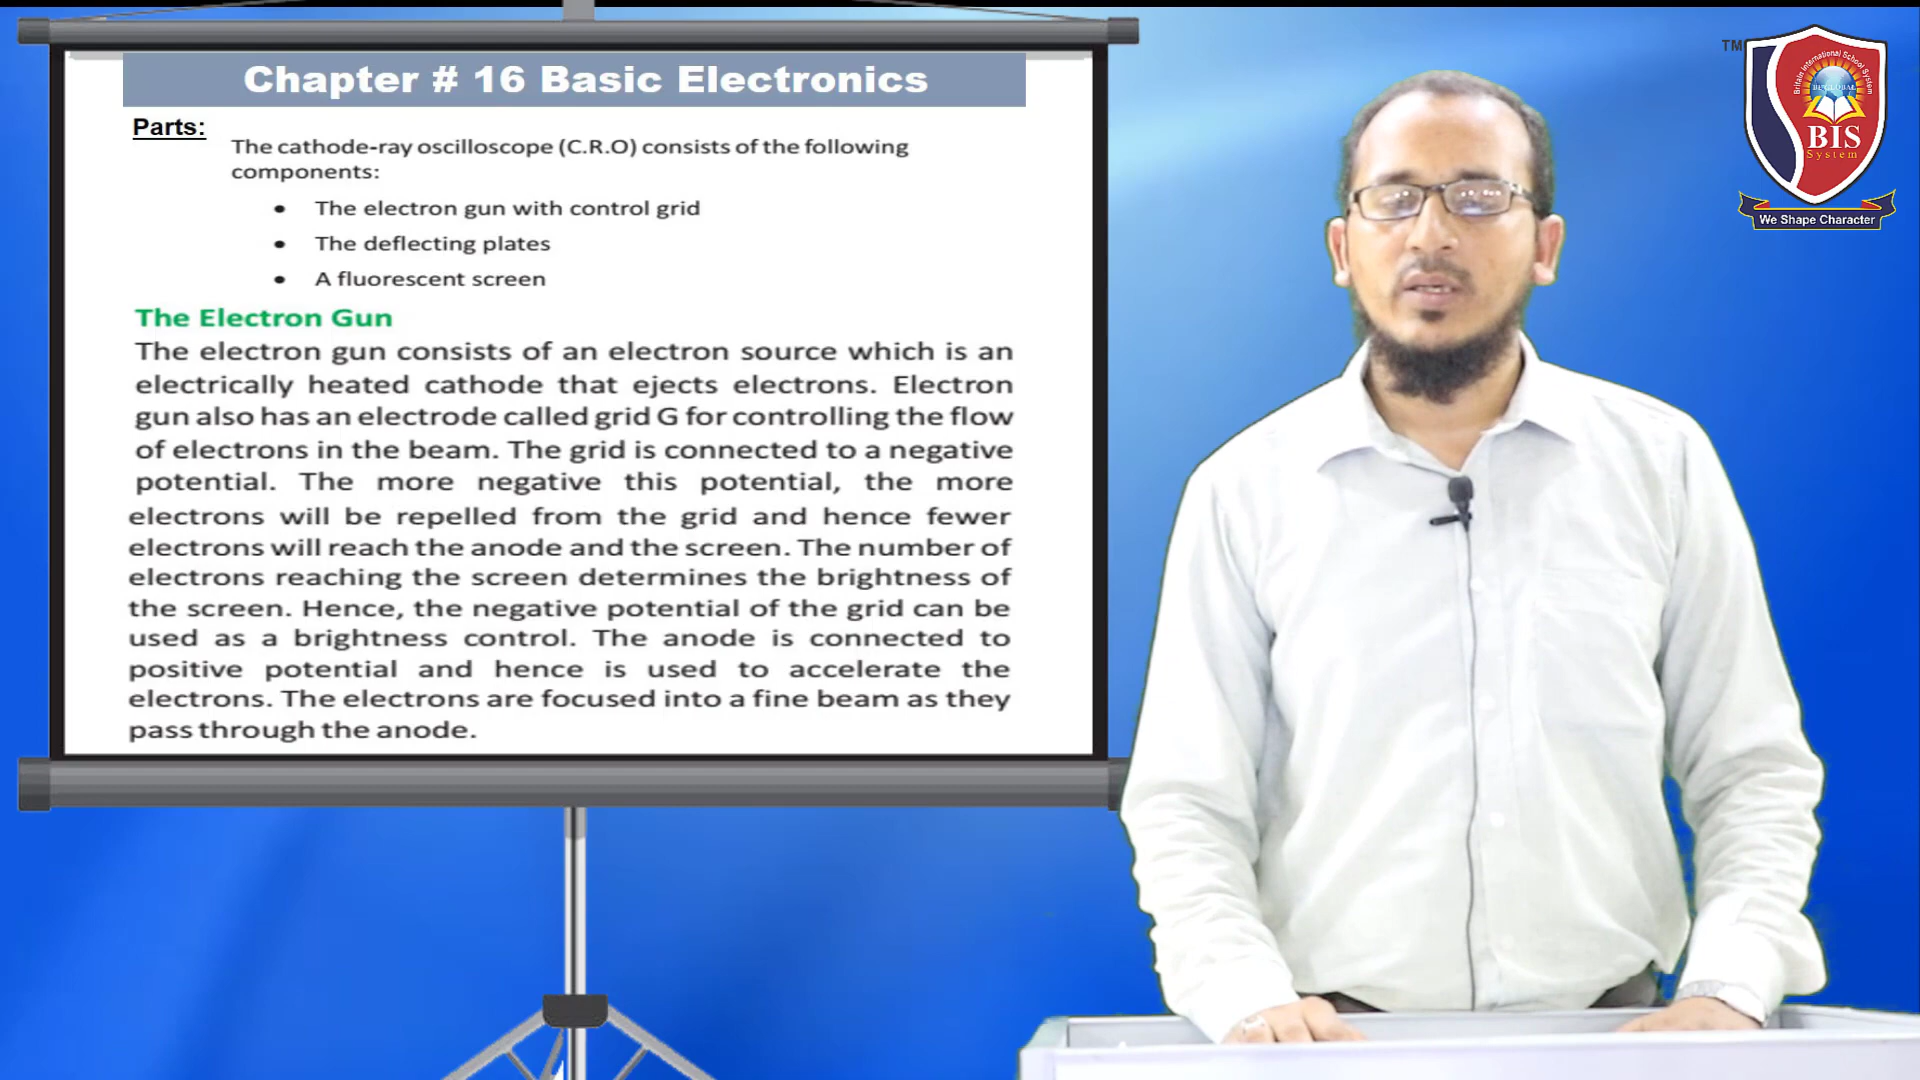 Chapter # 16 Basic Electronics
Parts:
The cathode-ray oscilloscope (C.R.O) consists of the following
components:
• The electron gun with control grid
• The deflecting plates
• A fluorescent screen
The Electron Gun
The electron gun consists of an electron source which is an
electrically heated cathode that ejects electrons. Electron
gun also has an electrode called grid G for controlling the flow
of electrons in the beam. The grid is connected to a negative
potential. The more negative this potential, the more
electrons will be repelled from the grid and hence fewer
electrons will reach the anode and the screen. The number of
electrons reaching the screen determines the brightness of
the screen. Hence, the negative potential of the grid can be
used as a brightness control. The anode is connected to
positive potential and hence is used to accelerate the
electrons. The electrons are focused into a fine beam as they
pass through the anode.
TM
Britain International School System
BIS
System
We Shape Character